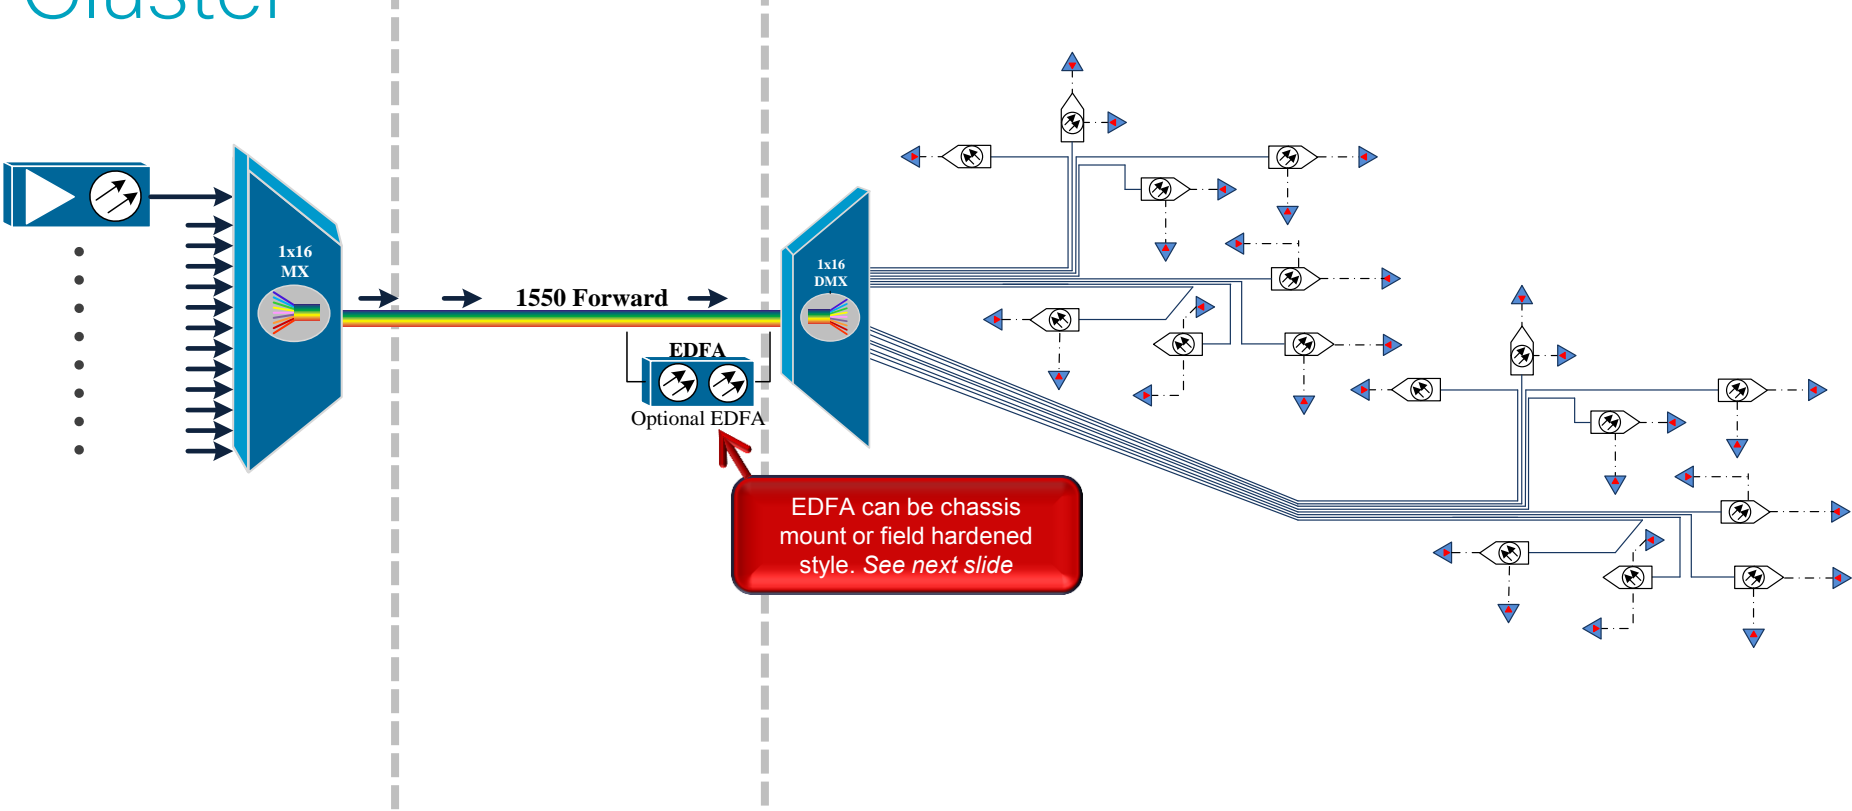 Cluster
1x16
MX
1550 Forward
1x16
DMX
EDFA
Optional EDFA
EDFA can be chassis
mount or field hardened
style. See next slide